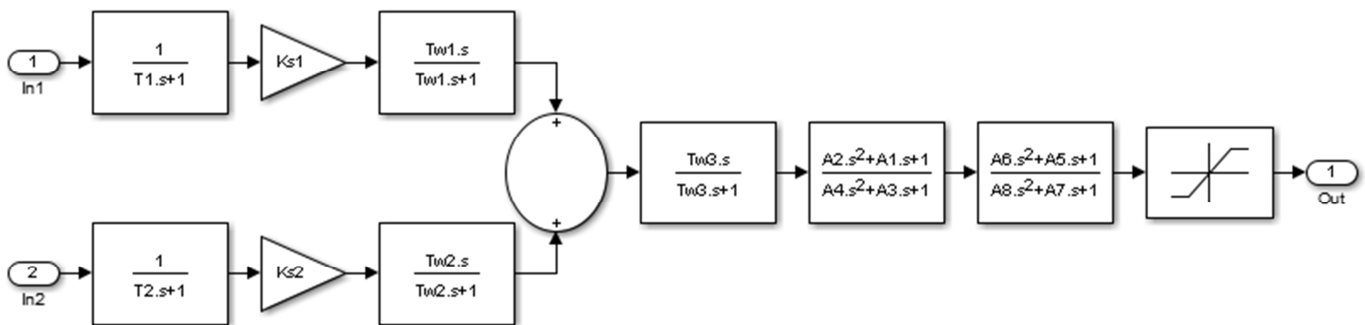 1
In1
1
T1.s+1
Ks1
Tw1.s
Tw1.s+1
+
2
In2
1
T2.s+1
Ks2
Tw2.s
Tw2.s+1
+
Tw3.s
Tw3.s+1
A2.s²+A1.s+1
A4.s²+A3.s+1
A6.s²+A5.s+1
A8.s²+A7.s+1
1
Out